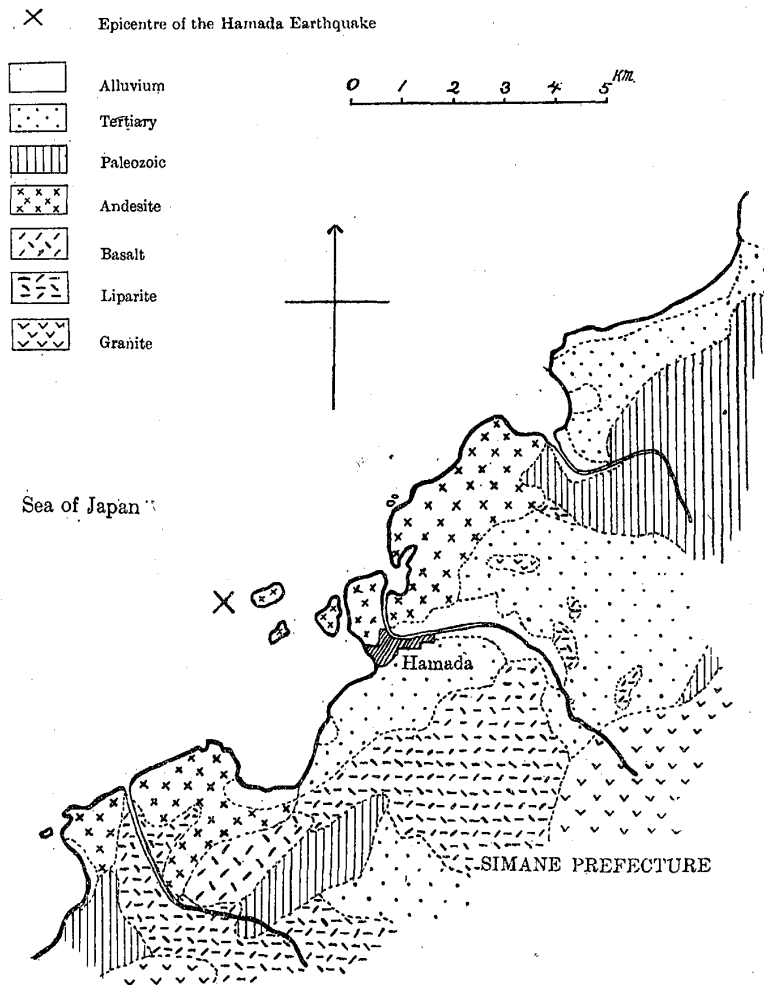 Epicentre of the Hamada Earthquake
Alluvium
Tertiary
Paleozoic
Andesite
Basalt
Liparite
Granite
0 1 2 3 4 5 Km.
Sea of Japan
Hamada
SIMANE PREFECTURE